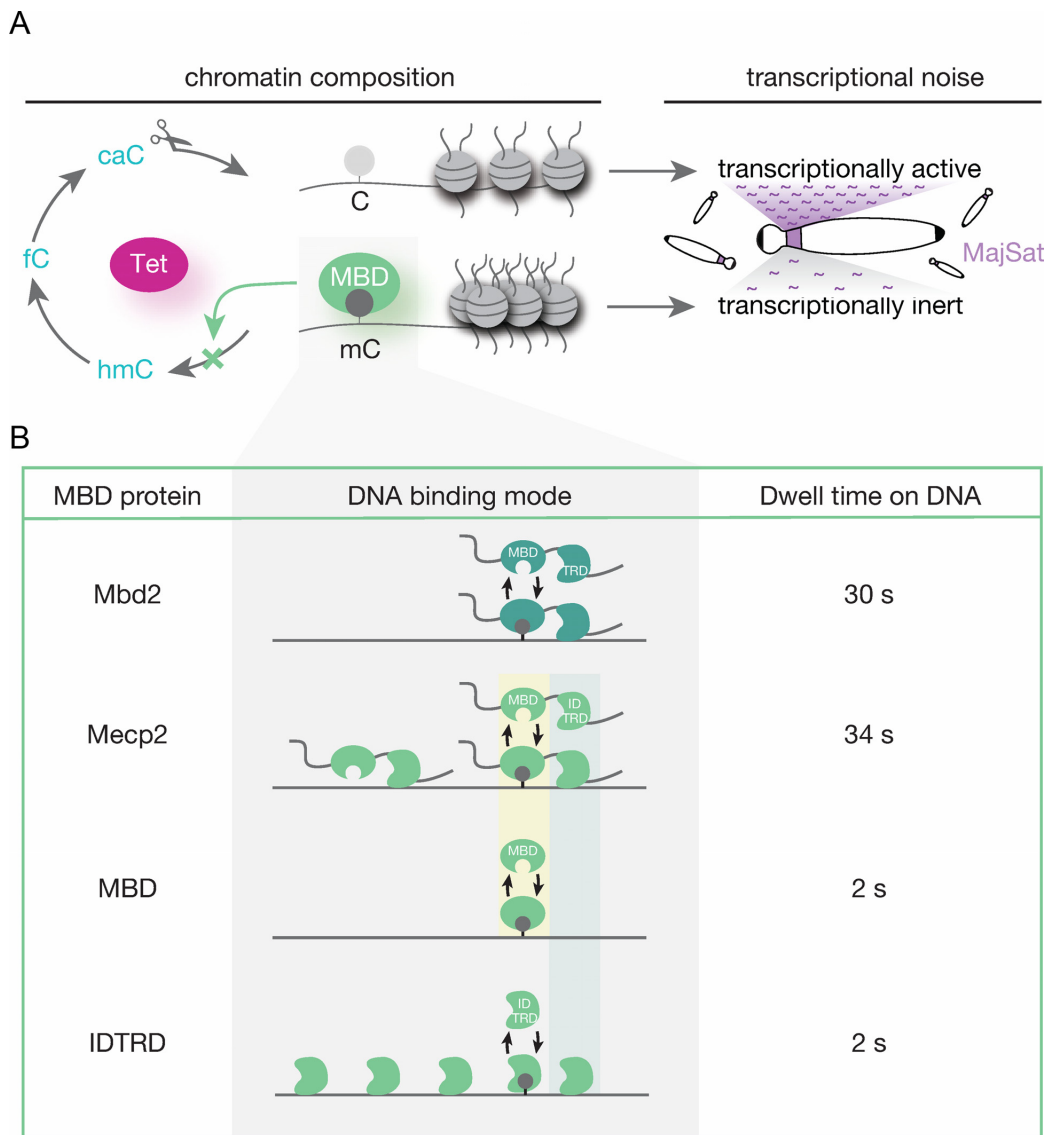 A
chromatin composition
transcriptional noise
caC
C
transcriptionally active
fC
Tet
MBD
MajSat
mC
transcriptionally inert
hmC
B
MBD protein
DNA binding mode
Dwell time on DNA
MBD
TRD
Mbd2
30 s
MBD
ID
TRD
Mecp2
34 s
MBD
MBD
2 s
ID
TRD
IDTRD
2 s